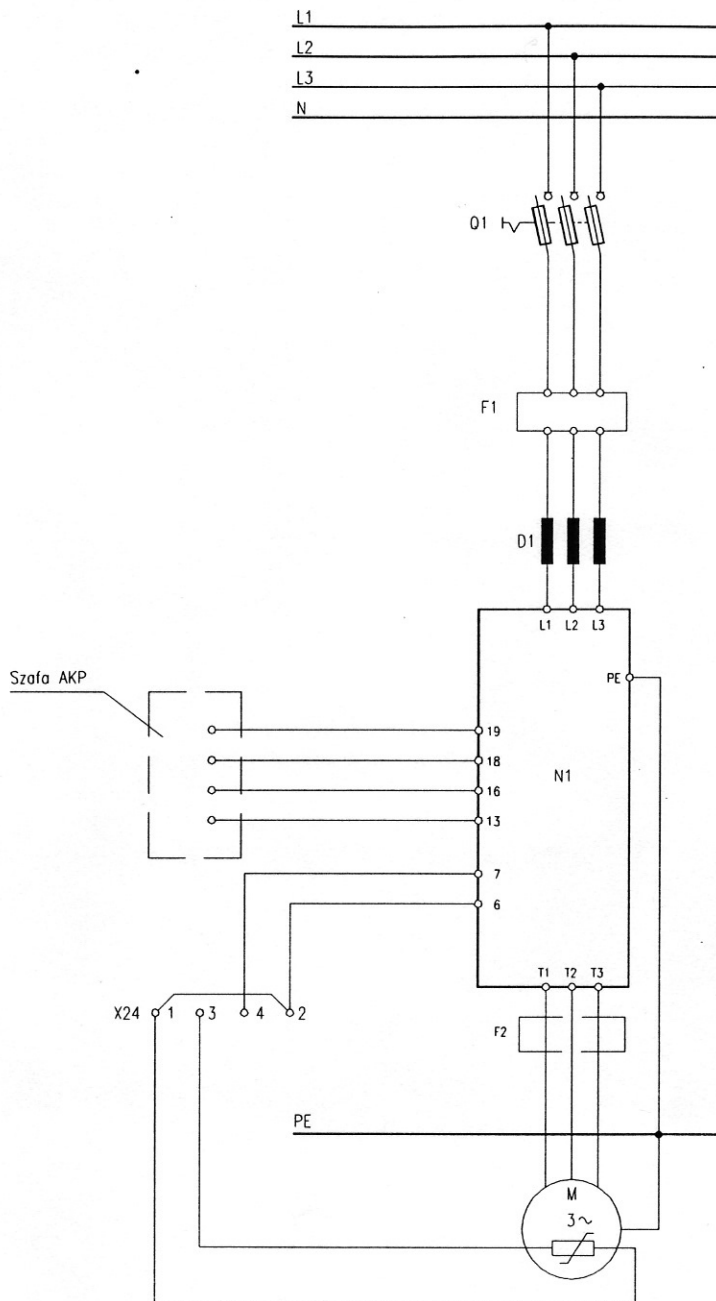 L1
L2
L3
N
Q1
F1
D1
L1 L2 L3
Szafa AKP
PE
19
18
N1
16
13
7
6
T1 T2 T3
X24 1 3 4 2
F2
PE
M
3~